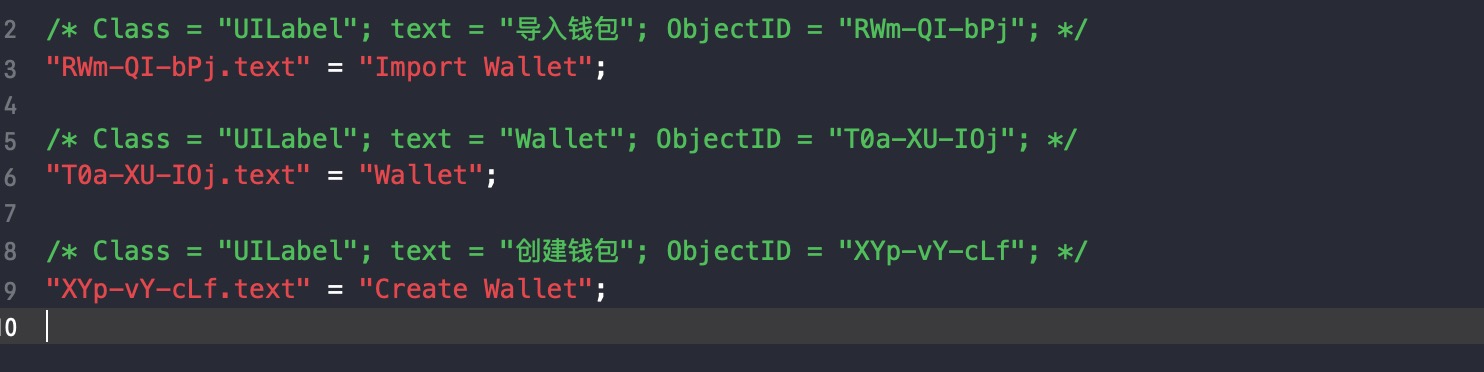 2 /* Class = "UILabel"; text = "导入钱包"; ObjectID = "RWm-QI-bPj"; */
3 "RWm-QI-bPj.text" = "Import Wallet";
4
5 /* Class = "UILabel"; text = "Wallet"; ObjectID = "T0a-XU-IOj"; */
6 "T0a-XU-IOj.text" = "Wallet";
7
8 /* Class = "UILabel"; text = "创建钱包"; ObjectID = "XYp-vY-cLf"; */
9 "XYp-vY-cLf.text" = "Create Wallet";
10